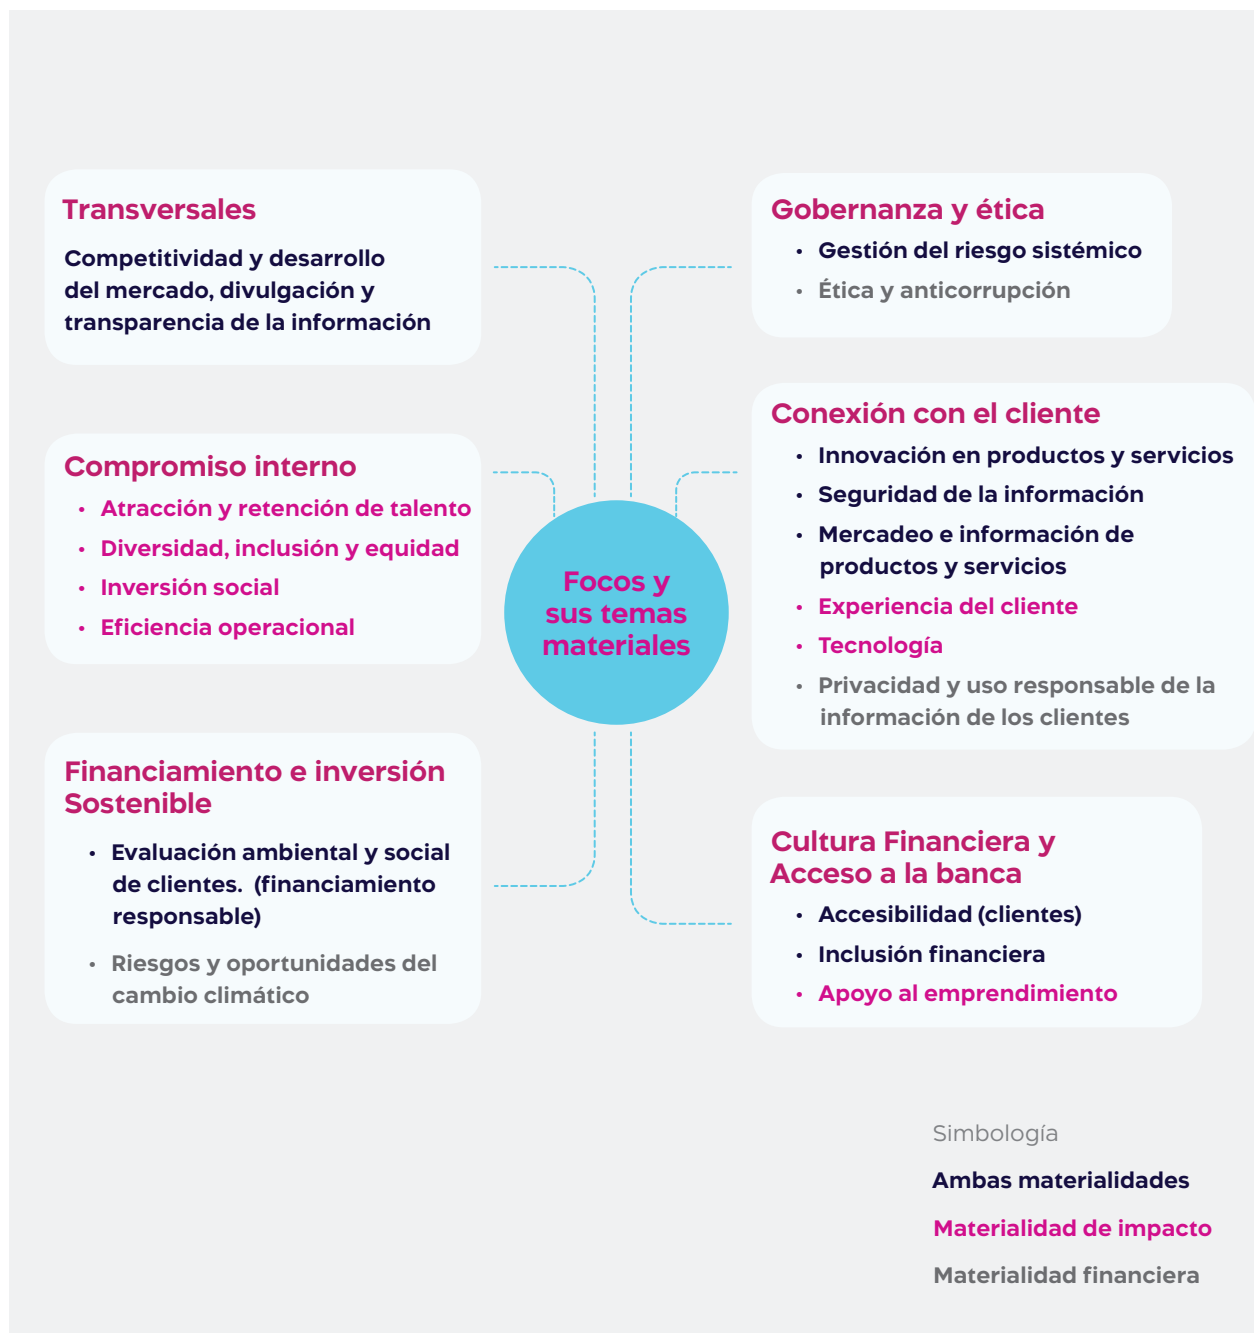 Transversales
Competitividad y desarrollo
del mercado, divulgación y
transparencia de la información
Compromiso interno
• Atracción y retención de talento
• Diversidad, inclusión y equidad
• Inversión social
• Eficiencia operacional
Financiamiento e inversión
Sostenible
• Evaluación ambiental y social
de clientes. (financiamiento
responsable)
• Riesgos y oportunidades del
cambio climático
Focos y
sus temas
materiales
Gobernanza y ética
• Gestión del riesgo sistémico
• Ética y anticorrupción
Conexión con el cliente
• Innovación en productos y servicios
• Seguridad de la información
• Mercadeo e información de
productos y servicios
• Experiencia del cliente
• Tecnología
• Privacidad y uso responsable de la
información de los clientes
Cultura Financiera y
Acceso a la banca
• Accesibilidad (clientes)
• Inclusión financiera
• Apoyo al emprendimiento
Simbología
Ambas materialidades
Materialidad de impacto
Materialidad financiera